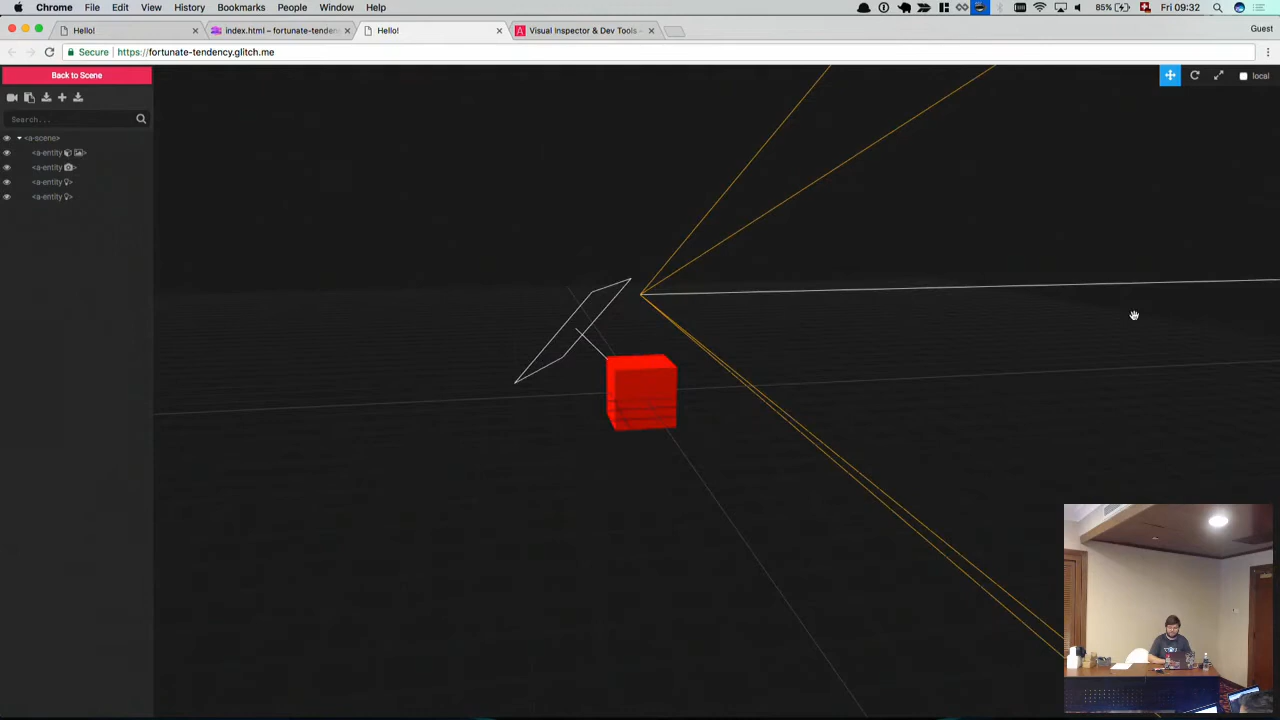 Chrome File Edit View History Bookmarks People Window Help 85% Fri 09:32
Hello! index.html – fortunate-tenden Hello! Visual Inspector & Dev Tools – Guest
Secure https://fortunate-tendency.glitch.me
Back to Scene local
Search...
<a-scene>
<a-entity >
<a-entity >
<a-entity >
<a-entity >